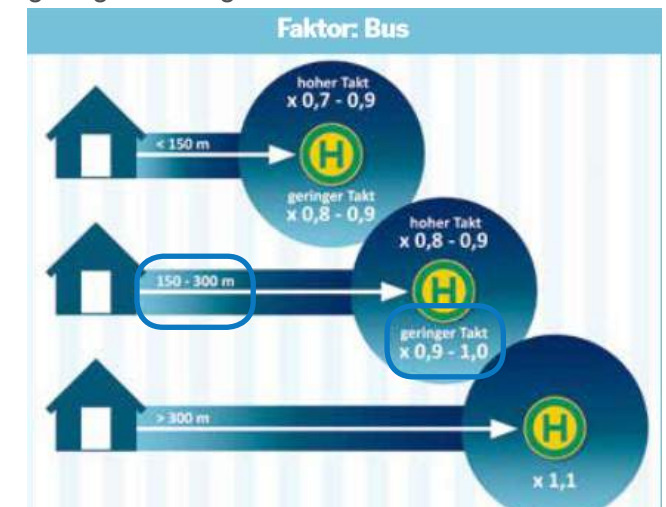 Faktor: Bus
hoher Takt
x 0,7 - 0,9
< 150 m
H
geringer Takt
x 0,8 - 0,9
hoher Takt
x 0,8 - 0,9
150 - 300 m
H
geringer Takt
x 0,9 - 1,0
> 300 m
H
x 1,1